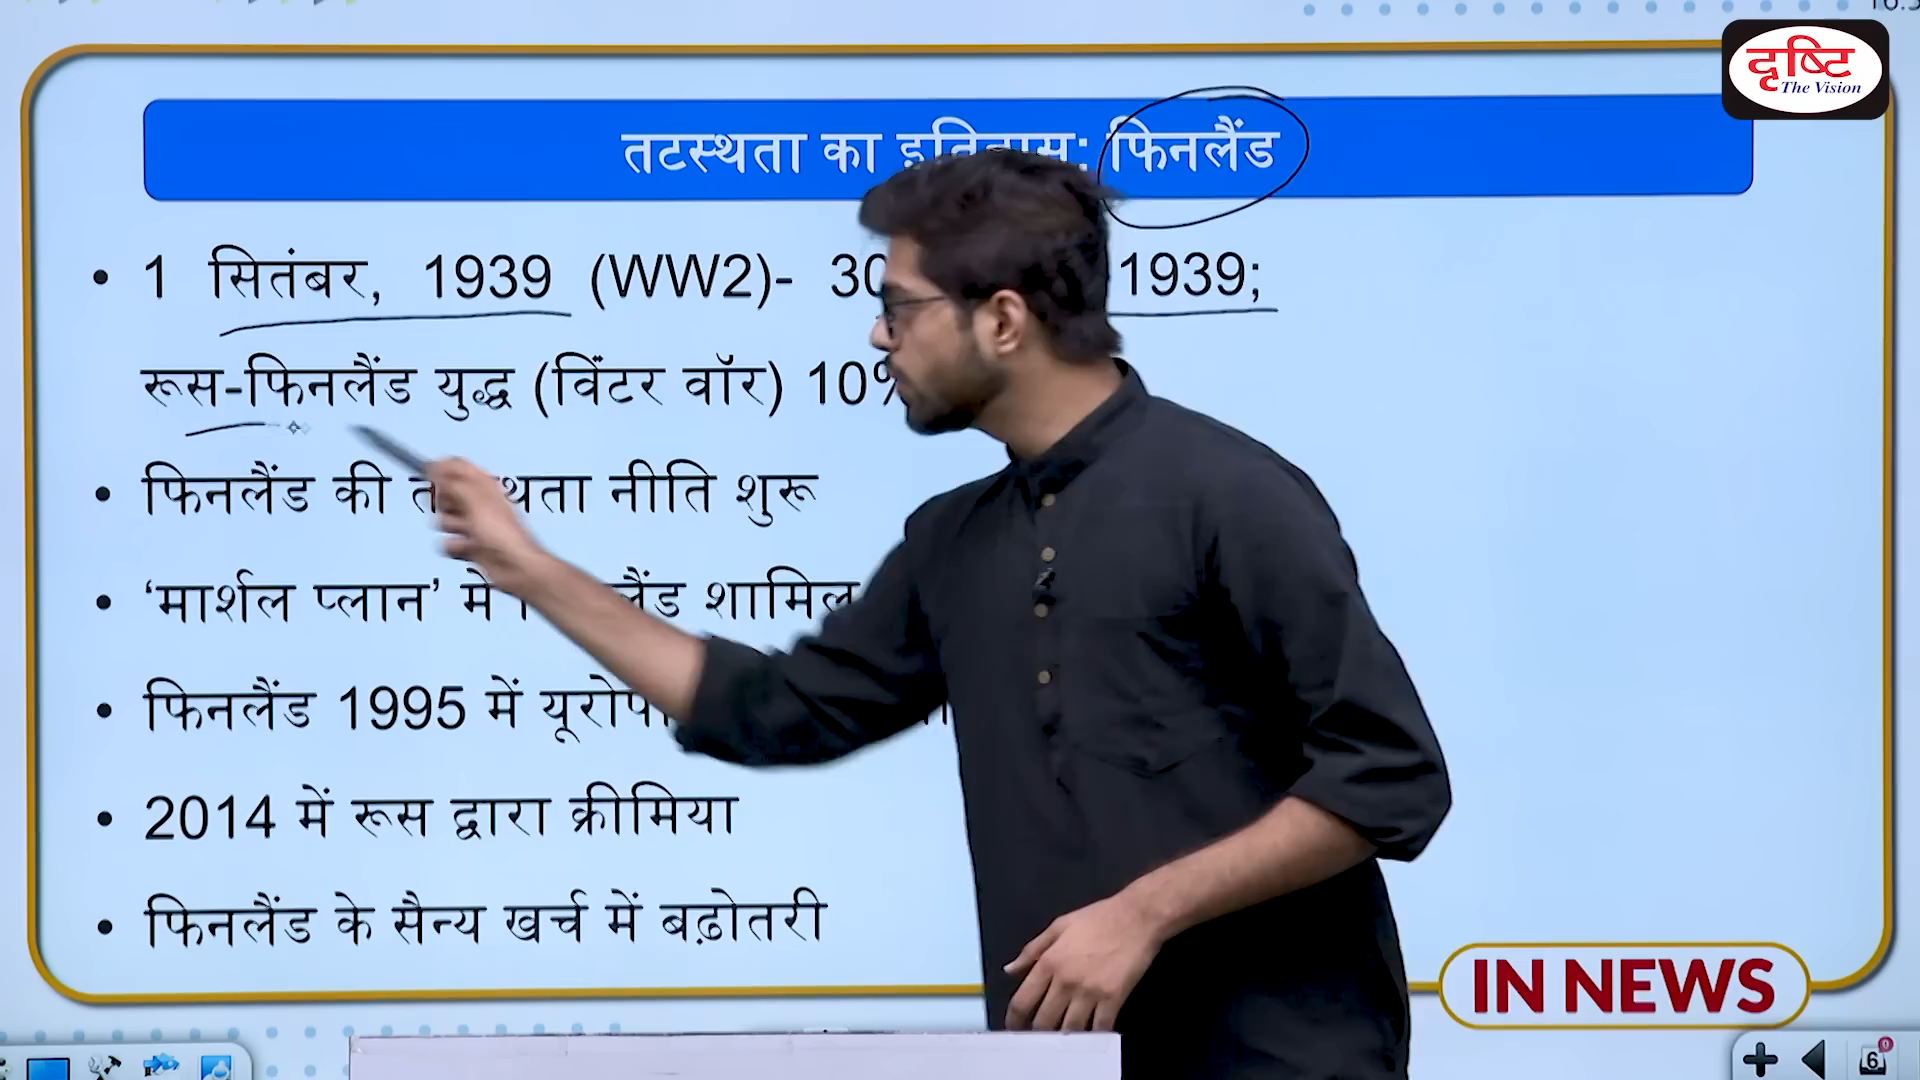 दृष्टि
The Vision
तटस्थता का फिनलैंड
• 1 सितंबर, 1939 (WW2)- 30 1939;
रूस-फिनलैंड युद्ध (विंटर वॉर) 10%
• फिनलैंड की नीति शुरू
• ‘मार्शल प्लान’ में शामिल
• फिनलैंड 1995 में
• 2014 में रूस द्वारा क्रीमिया
• फिनलैंड के सैन्य खर्च में बढ़ोतरी
IN NEWS
6